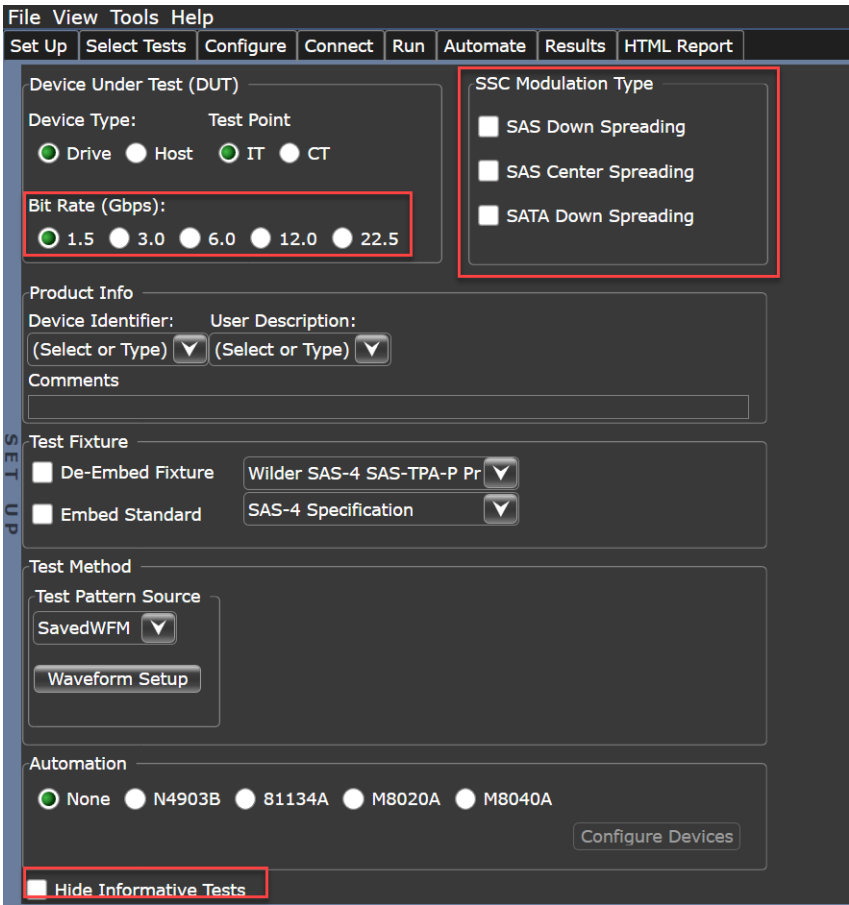 File View Tools Help
Set Up Select Tests Configure Connect Run Automate Results HTML Report
SET UP
Device Under Test (DUT)
Device Type: Test Point
Drive Host IT CT
Bit Rate (Gbps):
1.5 3.0 6.0 12.0 22.5
SSC Modulation Type
SAS Down Spreading
SAS Center Spreading
SATA Down Spreading
Product Info
Device Identifier: User Description:
(Select or Type) (Select or Type)
Comments
Test Fixture
De-Embed Fixture Wilder SAS-4 SAS-TPA-P Pr
Embed Standard SAS-4 Specification
Test Method
Test Pattern Source
SavedWFM
Waveform Setup
Automation
None N4903B 81134A M8020A M8040A
Configure Devices
Hide Informative Tests